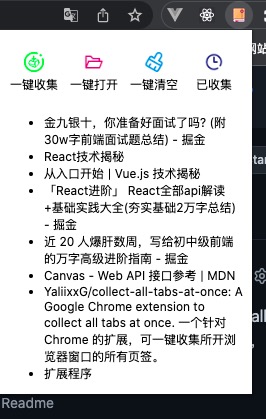 一键收集 一键打开 一键清空 已收集
金九银十，你准备好面试了吗? (附
30w字前端面试题总结) - 掘金
React技术揭秘
从入口开始 | Vue.js 技术揭秘
「React进阶」 React全部api解读
+基础实践大全(夯实基础2万字总结)
- 掘金
近 20 人爆肝数周，写给初中级前端
的万字高级进阶指南 - 掘金
Canvas - Web API 接口参考 | MDN
YaliixxG/collect-all-tabs-at-once: A
Google Chrome extension to
collect all tabs at once. 一个针对
Chrome 的扩展，可一键收集所开浏
览器窗口的所有页签。
扩展程序
Readme